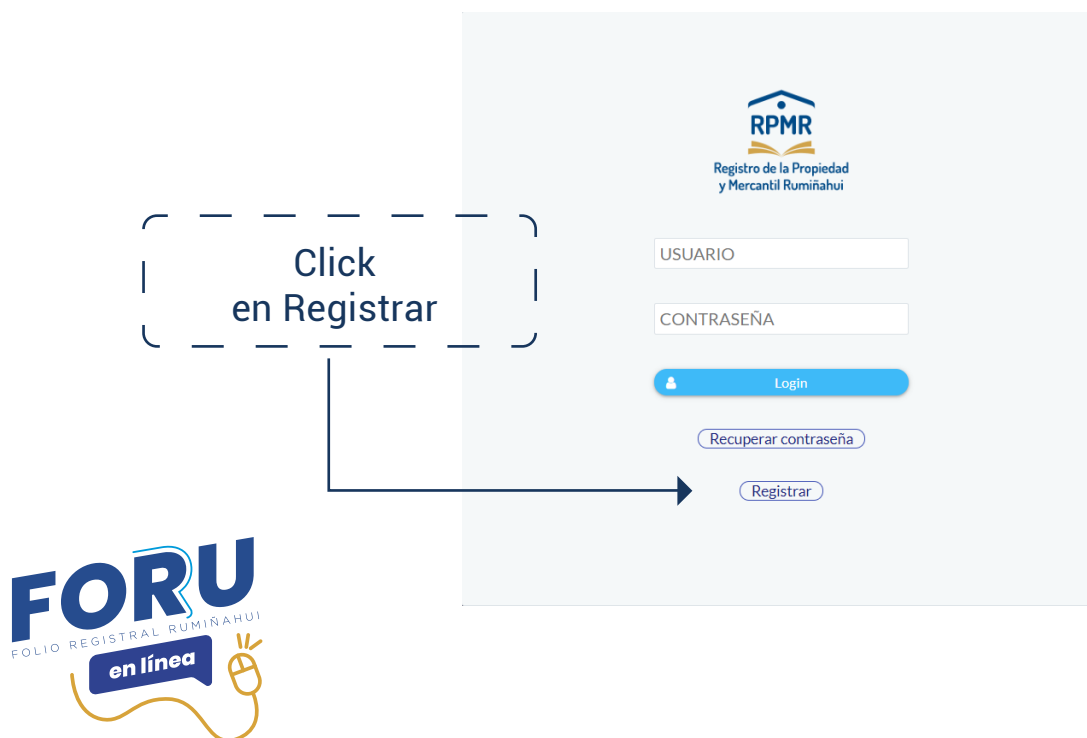 RPMR
Registro de la Propiedad
y Mercantil Rumiñahui
Click
en Registrar
USUARIO
CONTRASEÑA
Login
Recuperar contraseña
Registrar
FORU
FOLIO REGISTRAL RUMIÑAHUI
en línea